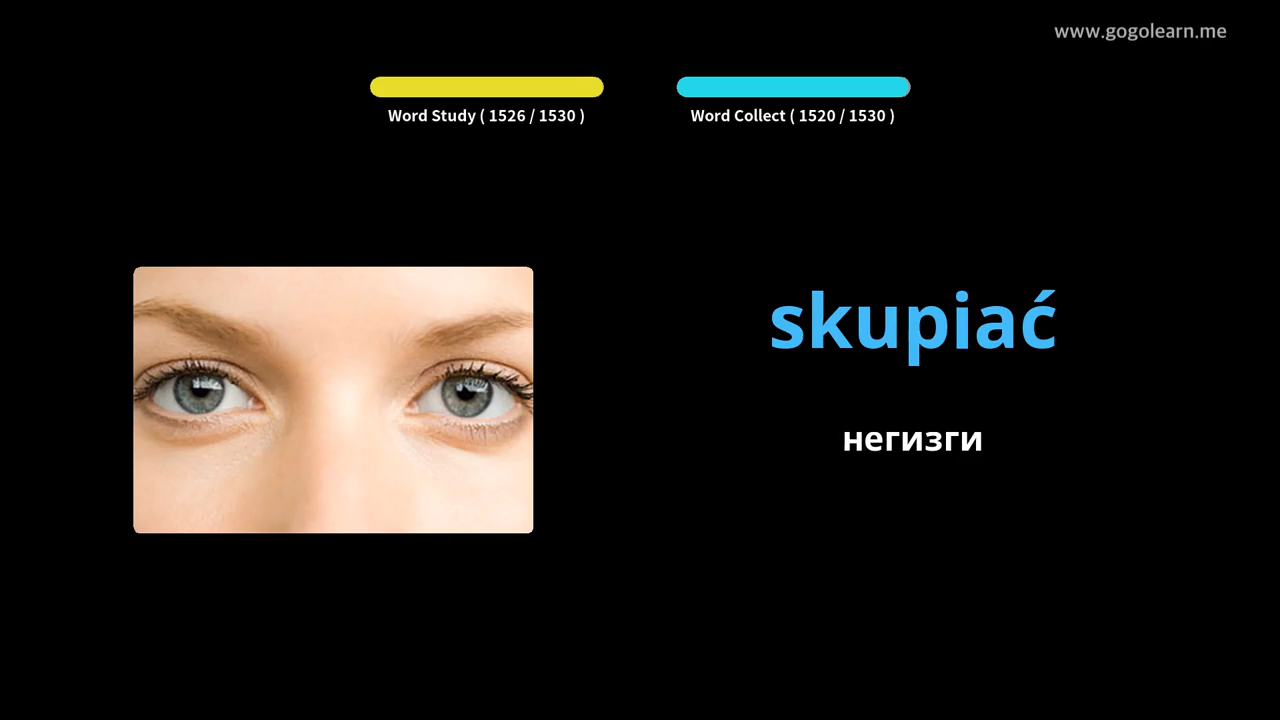 www.gogolearn.me
Word Study ( 1526 / 1530 )
Word Collect ( 1520 / 1530 )
skupiać
негизги